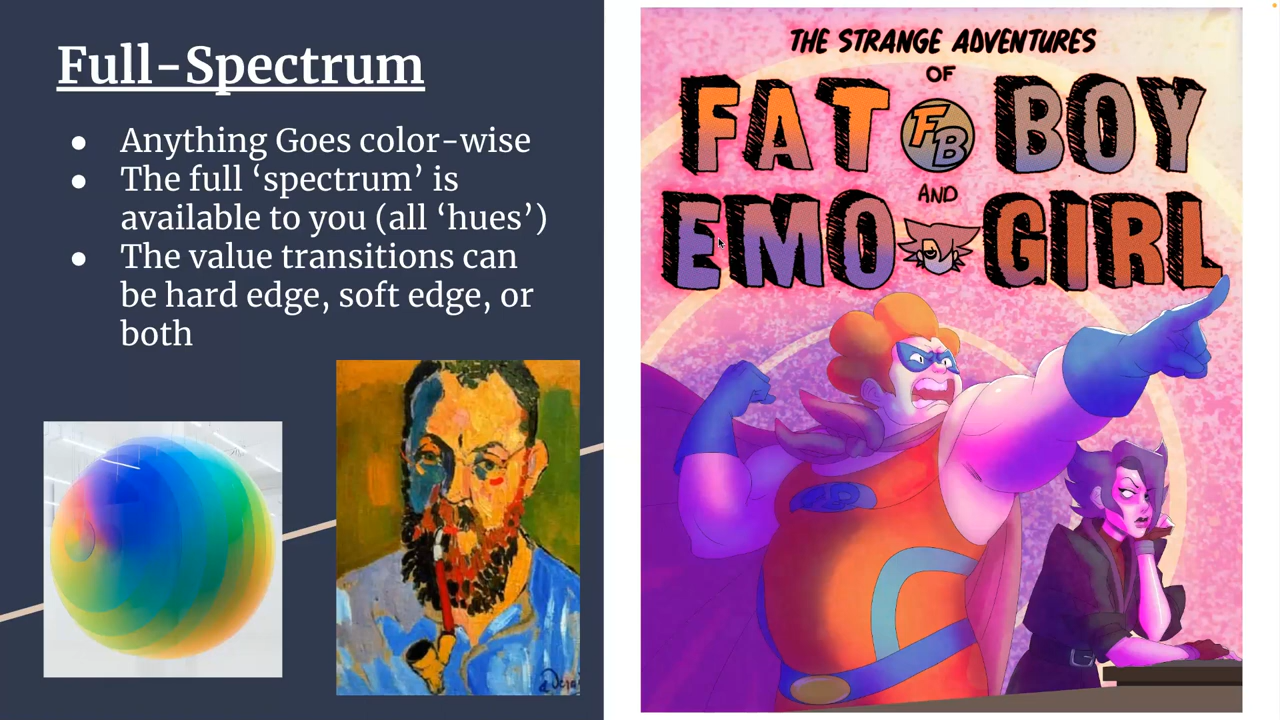 Full-Spectrum
● Anything Goes color-wise
● The full ‘spectrum’ is
available to you (all ‘hues’)
● The value transitions can
be hard edge, soft edge, or
both
THE STRANGE ADVENTURES
OF
FAT FB BOY
AND
EMO GIRL